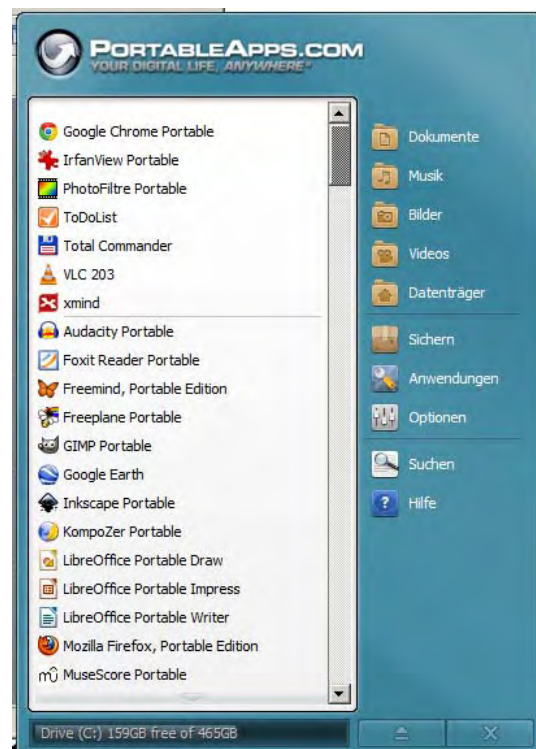 PORTABLEAPPS.COM
YOUR DIGITAL LIFE, ANYWHERE®
Google Chrome Portable
IrfanView Portable
PhotoFiltre Portable
ToDoList
Total Commander
VLC 203
xmind
Audacity Portable
Foxit Reader Portable
Freemind, Portable Edition
Freeplane Portable
GIMP Portable
Google Earth
Inkscape Portable
KompoZer Portable
LibreOffice Portable Draw
LibreOffice Portable Impress
LibreOffice Portable Writer
Mozilla Firefox, Portable Edition
MuseScore Portable
Dokumente
Musik
Bilder
Videos
Datenträger
Sichern
Anwendungen
Optionen
Suchen
Hilfe
Drive (C:) 159GB free of 465GB